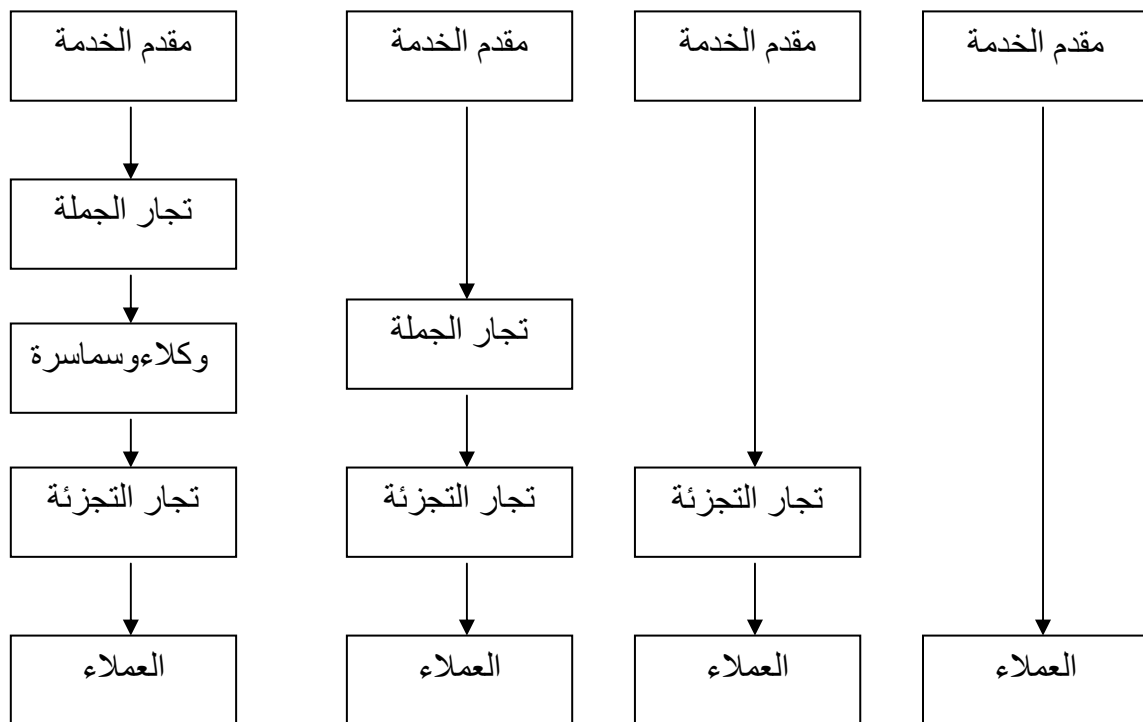 مقدم الخدمة
مقدم الخدمة
مقدم الخدمة
مقدم الخدمة
تجار الجملة
تجار الجملة
وكلاءوسماسرة
تجار التجزئة
تجار التجزئة
تجار التجزئة
العملاء
العملاء
العملاء
العملاء